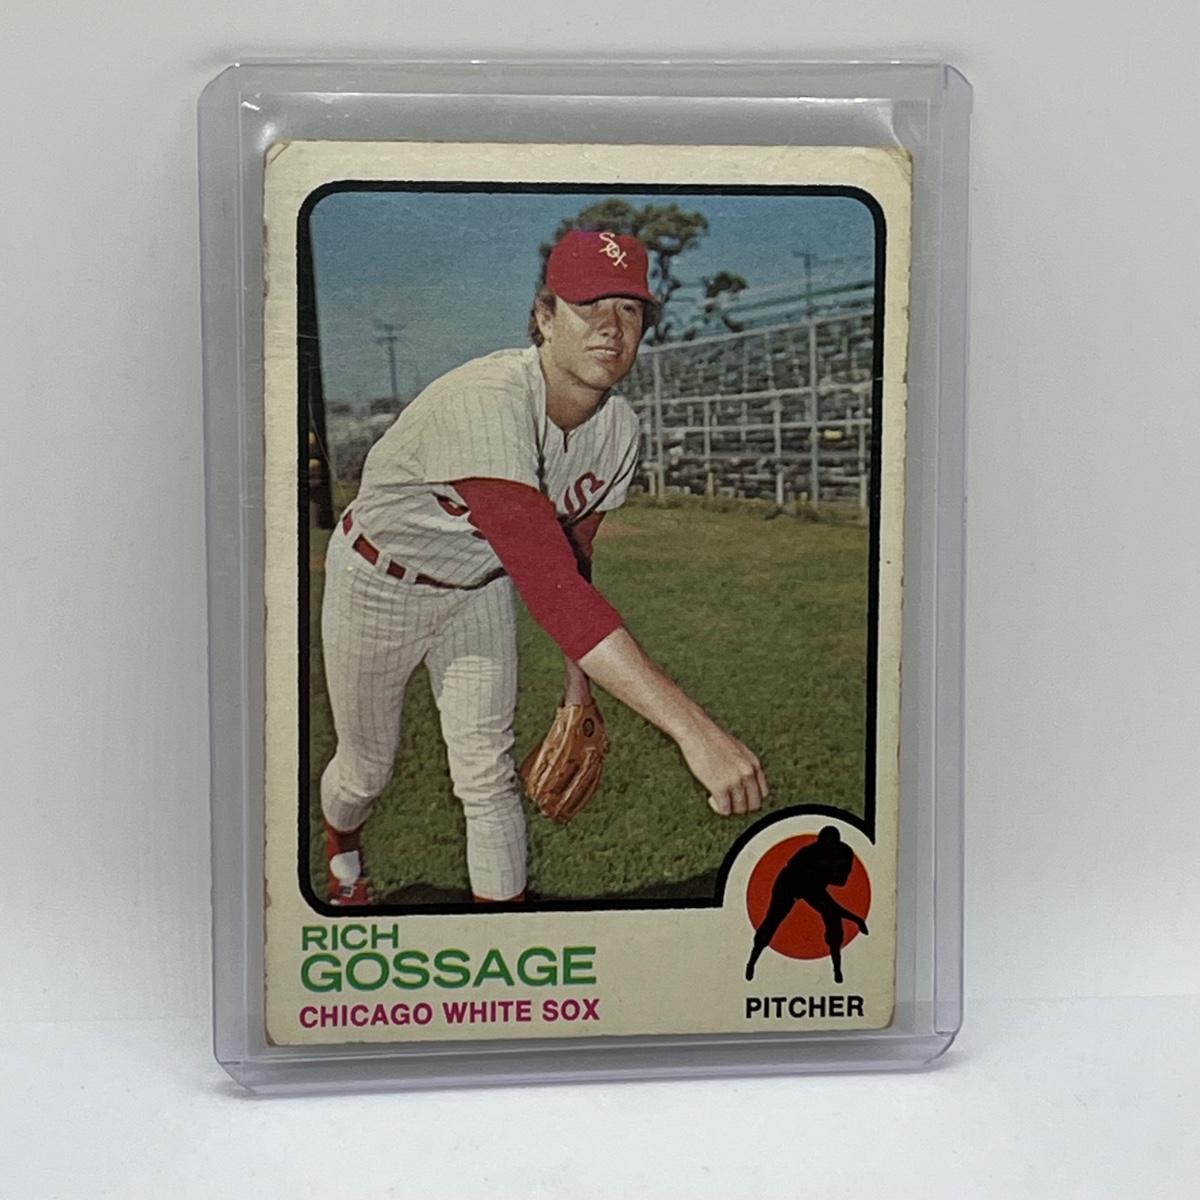 Sox
S
RICH
GOSSAGE
CHICAGO WHITE SOX
PITCHER